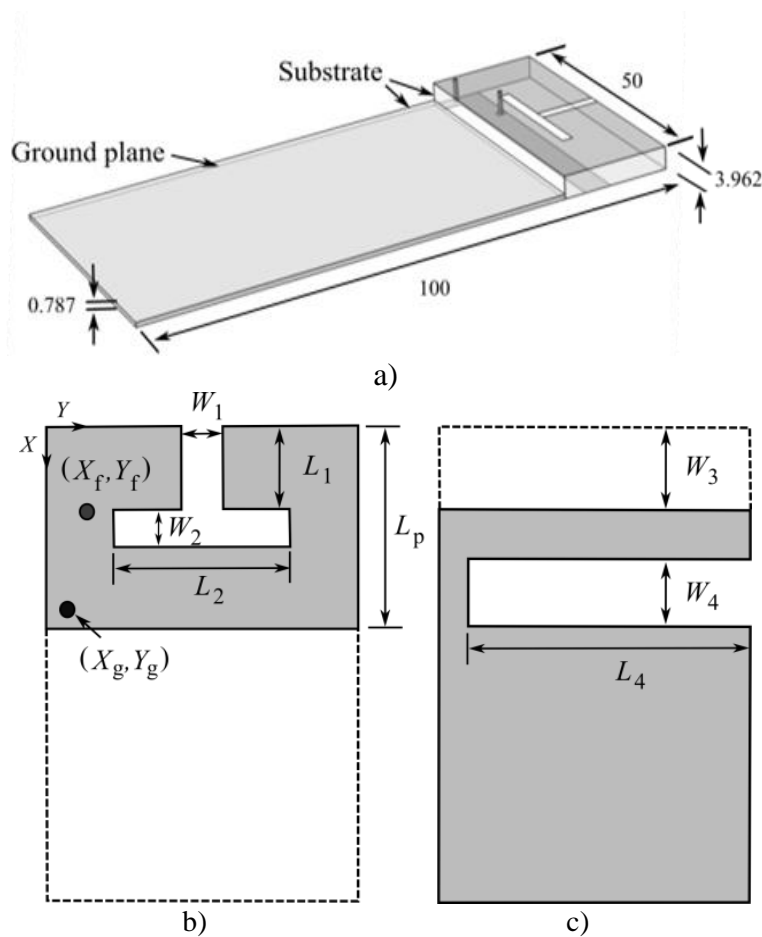 Substrate
50
Ground plane
3.962
0.787
100
a)
Y
W1
X
(Xf,Yf)
L1
W3
W2
Lp
L2
W4
(Xg,Yg)
L4
b)
c)